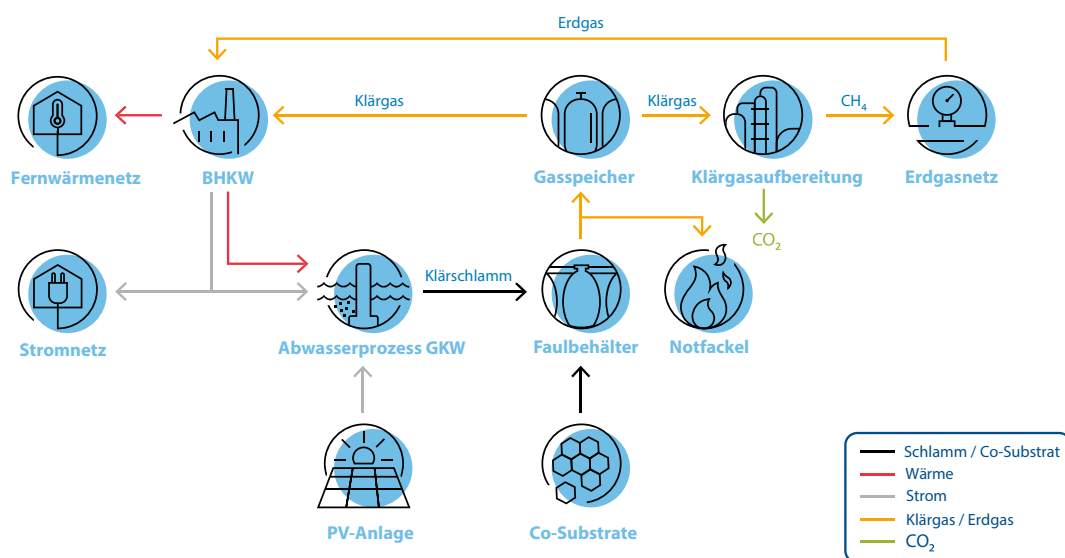 Erdgas
Klärgas
Klärgas
CH₄
Fernwärmenetz
BHKW
Gasspeicher
Klärgasaufbereitung
Erdgasnetz
CO₂
Klärschlamm
Stromnetz
Abwasserprozess GKW
Faulbehälter
Notfackel
PV-Anlage
Co-Substrate
Schlamm / Co-Substrat
Wärme
Strom
Klärgas / Erdgas
CO₂